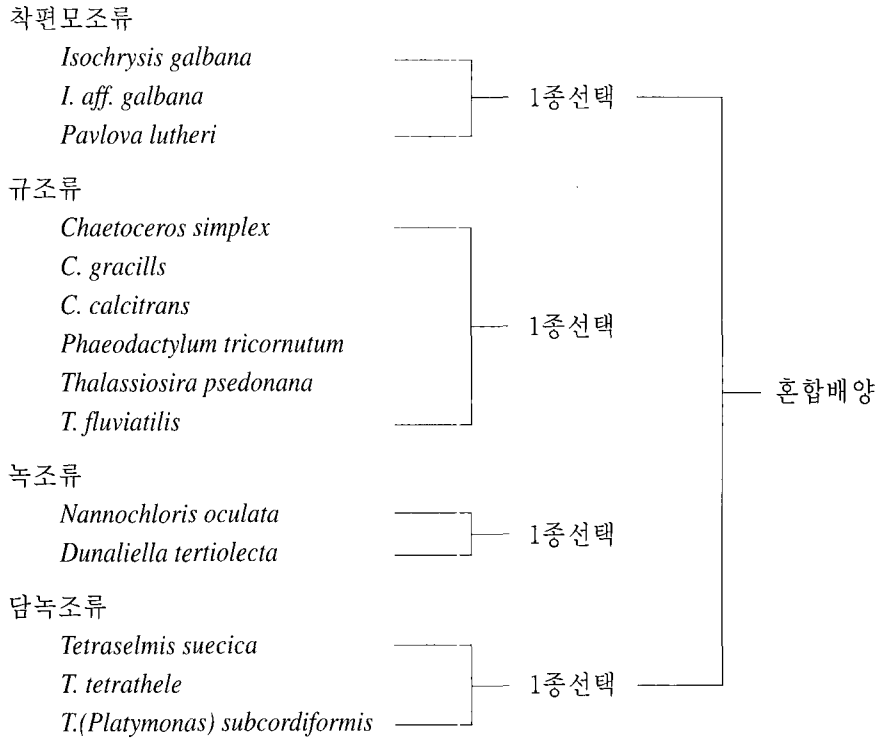 착편모조류
Isochrysis galbana
I. aff. galbana 1종선택
Pavlova lutheri
규조류
Chaetoceros simplex
C. gracills
C. calcitrans 1종선택
Phaeodactylum tricornutum
Thalassiosira psedonana 혼합배양
T. fluviatilis
녹조류
Nannochloris oculata 1종선택
Dunaliella tertiolecta
담녹조류
Tetraselmis suecica
T. tetrathele 1종선택
T.(Platymonas) subcordiformis